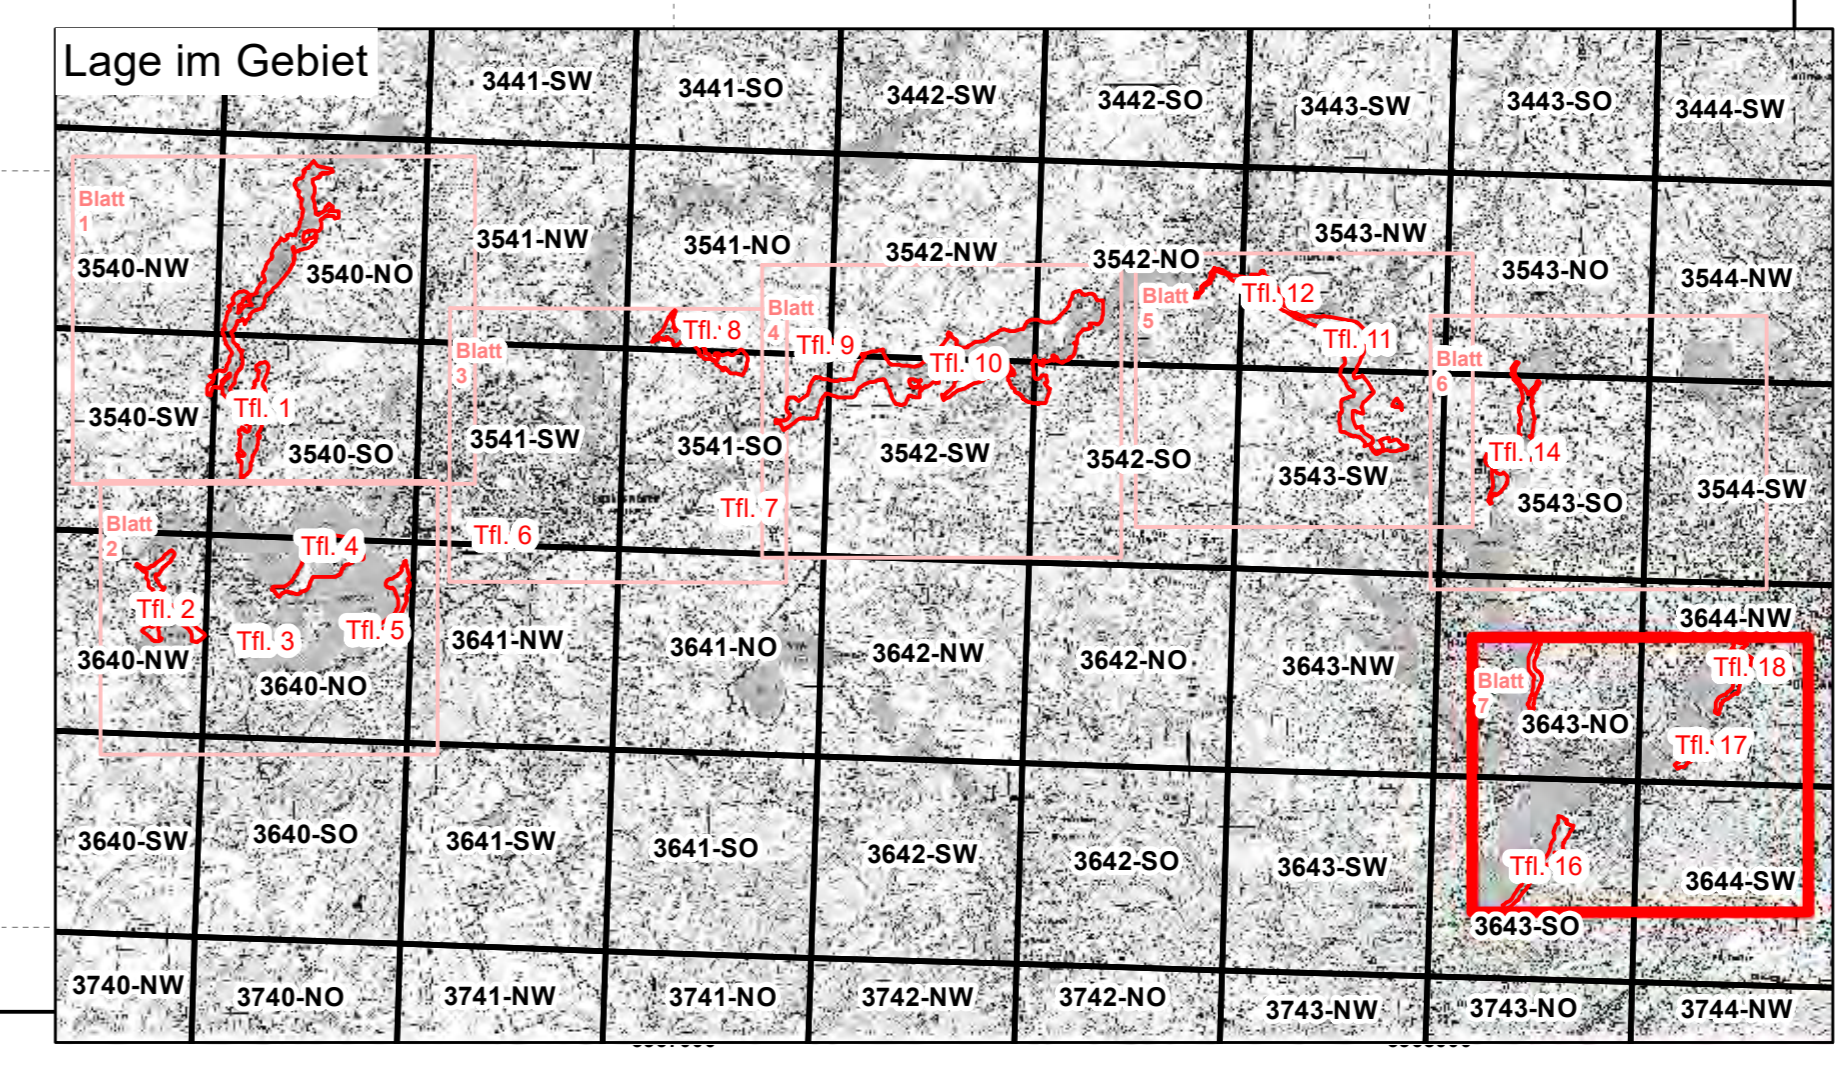 Lage im Gebiet
3441-SW
3441-SO
3442-SW
3442-SO
3443-SW
3443-SO
3444-SW
Blatt
1
3540-NW
3540-NO
3541-NW
3541-NO
3542-NW
3542-NO
3543-NW
3543-NO
3544-NW
Blatt
3
Tfl. 8
Blatt
4
Tfl. 9
Tfl. 10
Blatt
5
Tfl. 12
Tfl. 11
Blatt
6
3540-SW
Tfl. 1
3540-SO
3541-SW
3541-SO
3542-SW
3542-SO
3543-SW
Tfl. 14
3543-SO
3544-SW
Tfl. 7
Tfl. 6
Blatt
2
Tfl. 4
Tfl. 2
Tfl. 3
Tfl. 5
3640-NW
3640-NO
3641-NW
3641-NO
3642-NW
3642-NO
3643-NW
3644-NW
Blatt
7
Tfl. 18
3643-NO
Tfl. 17
3640-SW
3640-SO
3641-SW
3641-SO
3642-SW
3642-SO
3643-SW
Tfl. 16
3644-SW
3643-SO
3740-NW
3740-NO
3741-NW
3741-NO
3742-NW
3742-NO
3743-NW
3743-NO
3744-NW